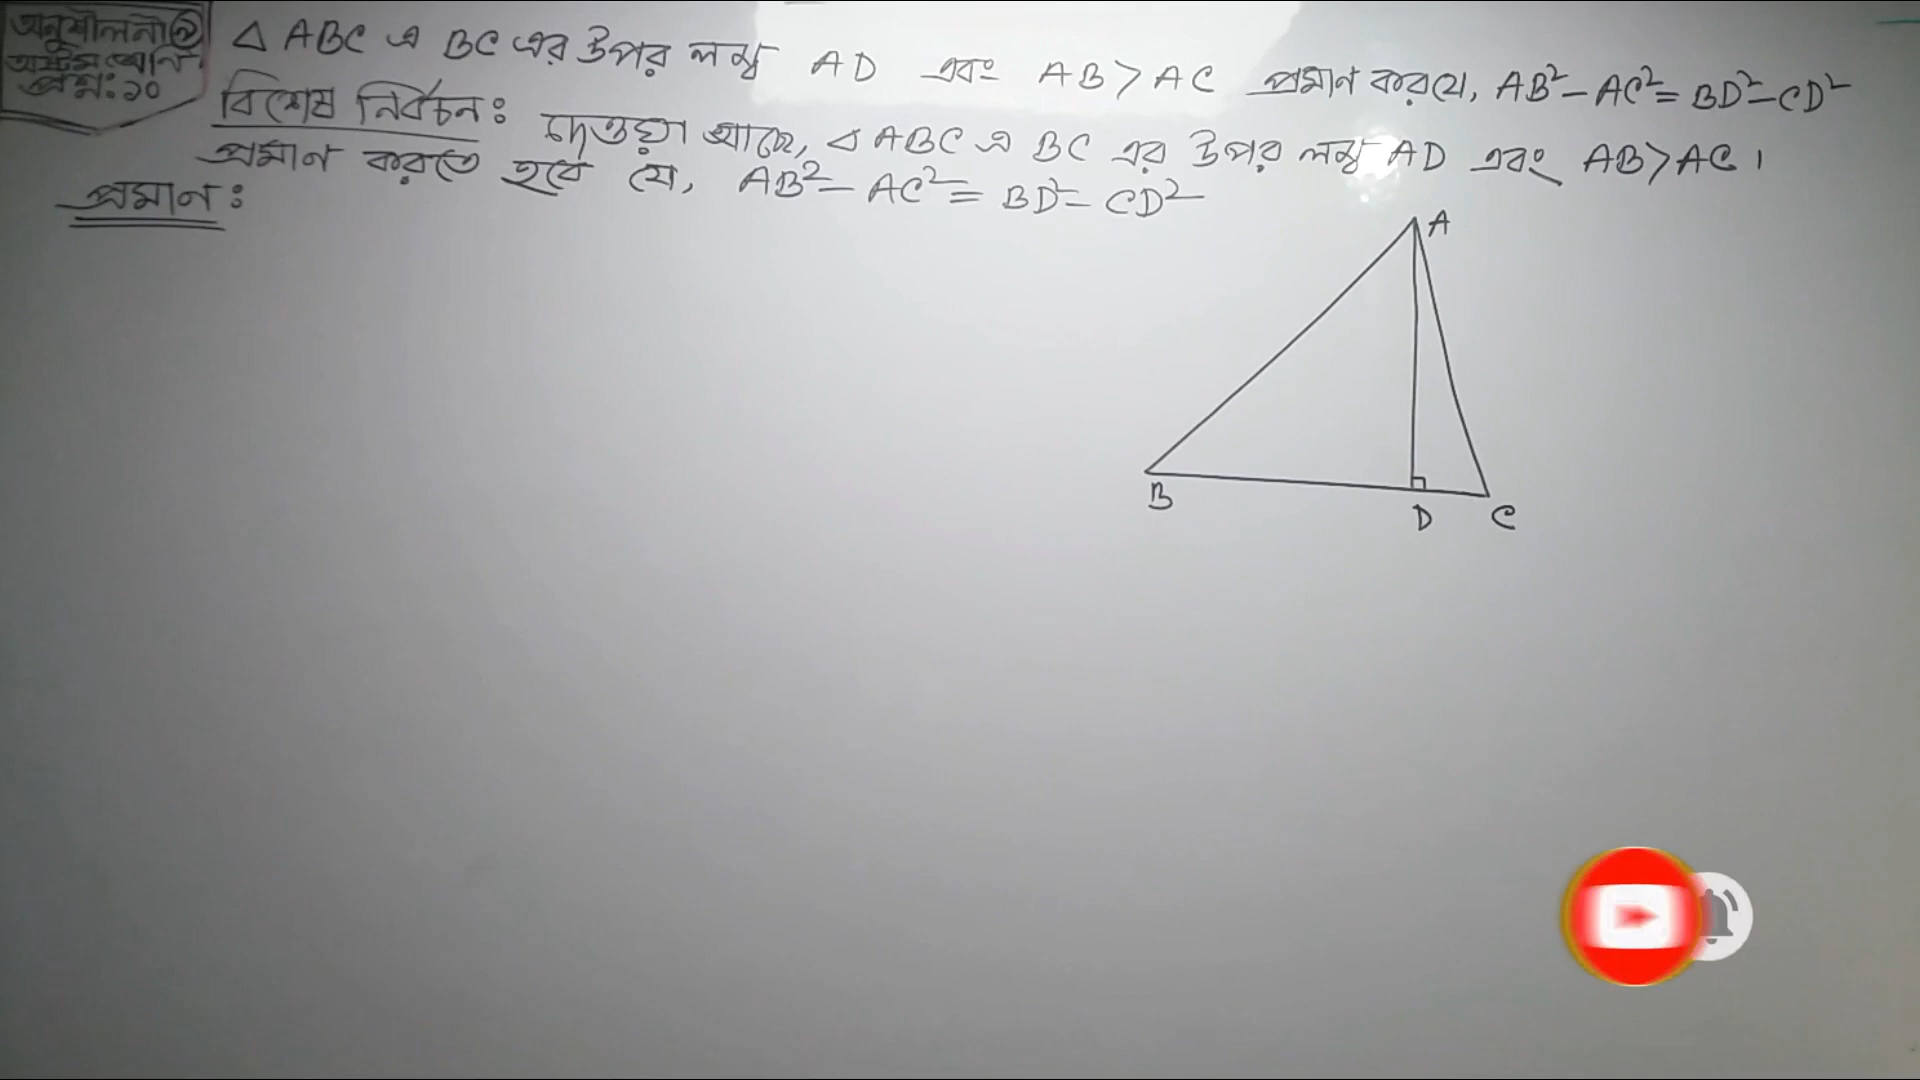 অনুশীলনী ৯
অষ্টম শ্রেণি
প্রশ্ন: ১০
△ ABC এ BC এর উপর লম্ব AD এবং AB > AC প্রমাণ কর যে, AB² - AC² = BD² - CD²
বিশেষ নির্বচন: দেওয়া আছে, △ ABC এ BC এর উপর লম্ব AD এবং AB > AC ।
প্রমাণ করতে হবে যে, AB² - AC² = BD² - CD²
প্রমাণ:
A
B
D C